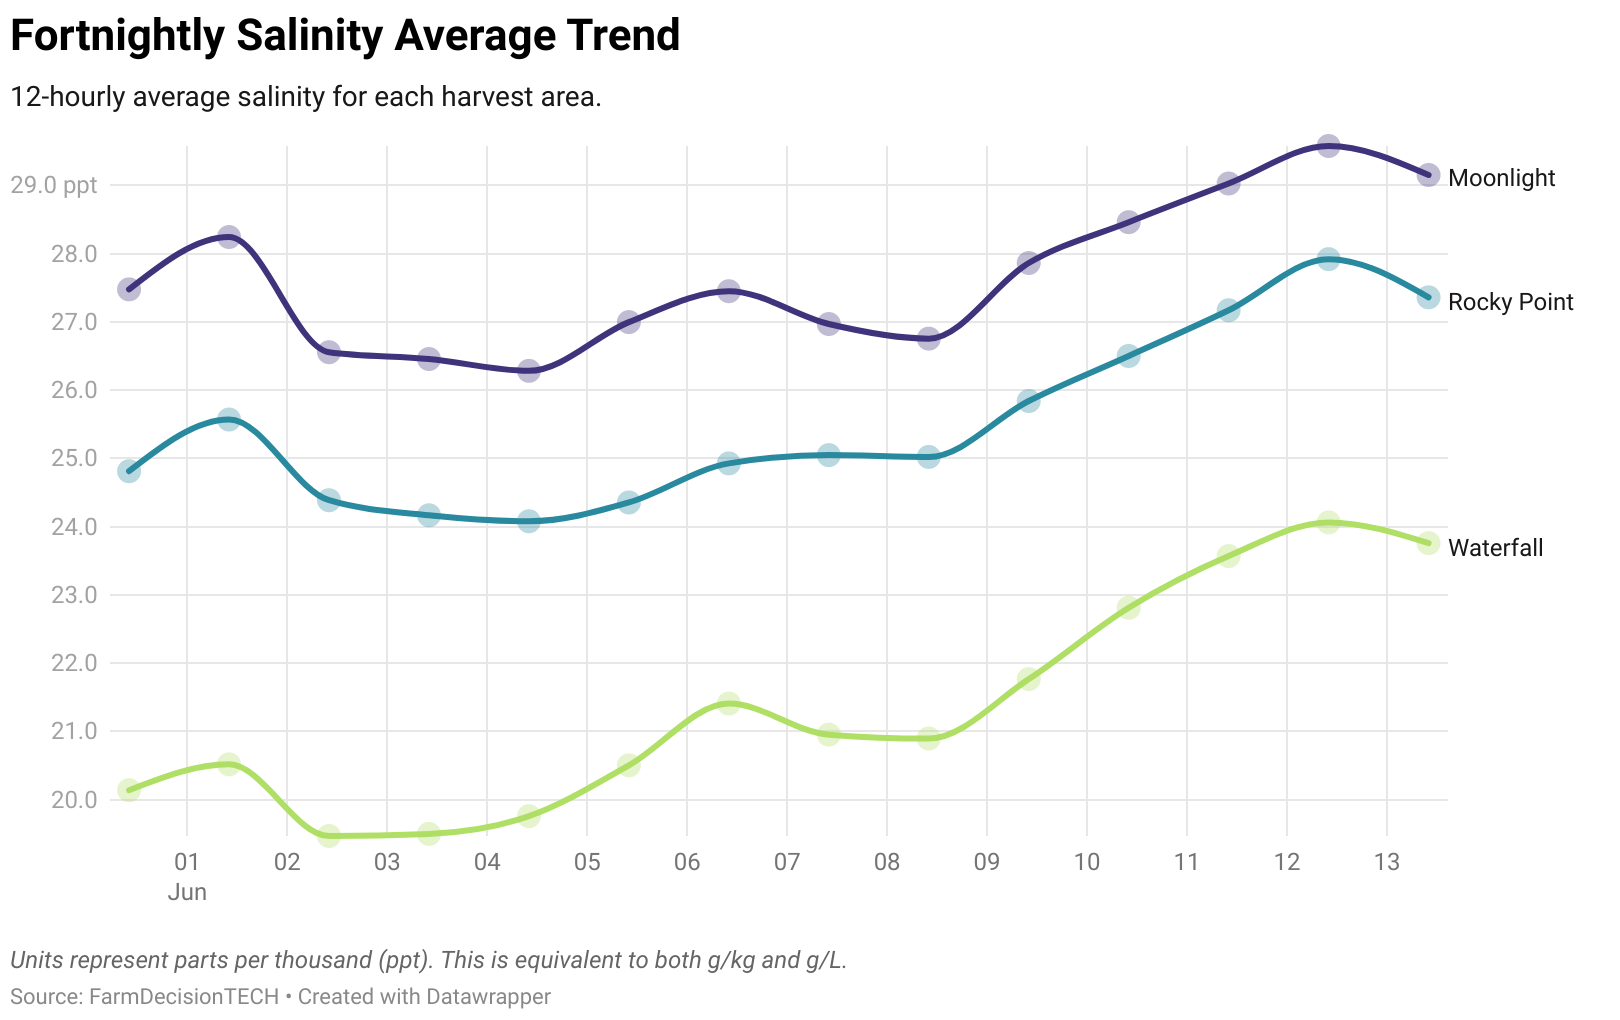 Fortnightly Salinity Average Trend
12-hourly average salinity for each harvest area.
29.0 ppt
28.0
27.0
26.0
25.0
24.0
23.0
22.0
21.0
20.0
Moonlight
Rocky Point
Waterfall
01 02 03 04 05 06 07 08 09 10 11 12 13
Jun
Units represent parts per thousand (ppt). This is equivalent to both g/kg and g/L.
Source: FarmDecisionTECH • Created with Datawrapper